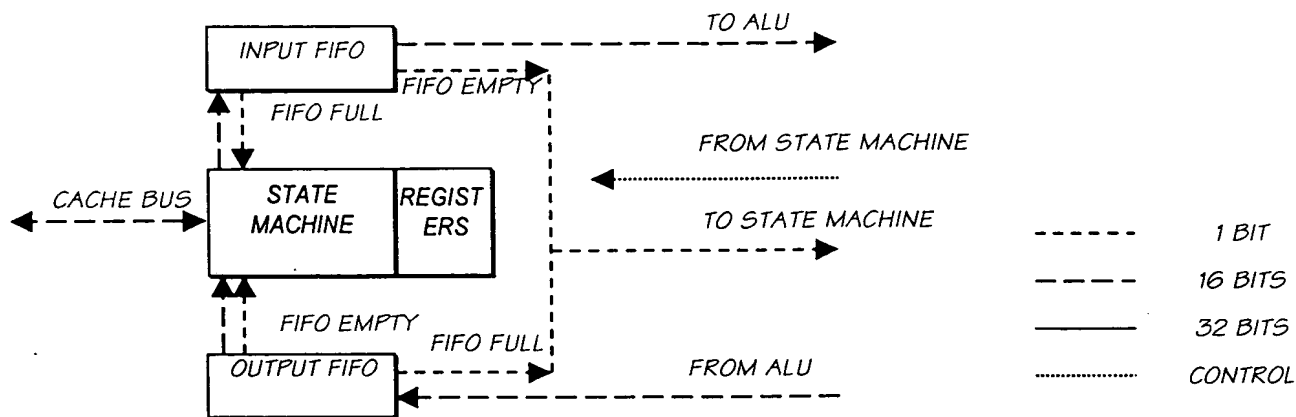 TO ALU
INPUT FIFO
FIFO EMPTY
FIFO FULL
FROM STATE MACHINE
CACHE BUS
STATE
MACHINE
REGIST
ERS
TO STATE MACHINE
1 BIT
16 BITS
FIFO EMPTY
32 BITS
FIFO FULL
OUTPUT FIFO
FROM ALU
CONTROL